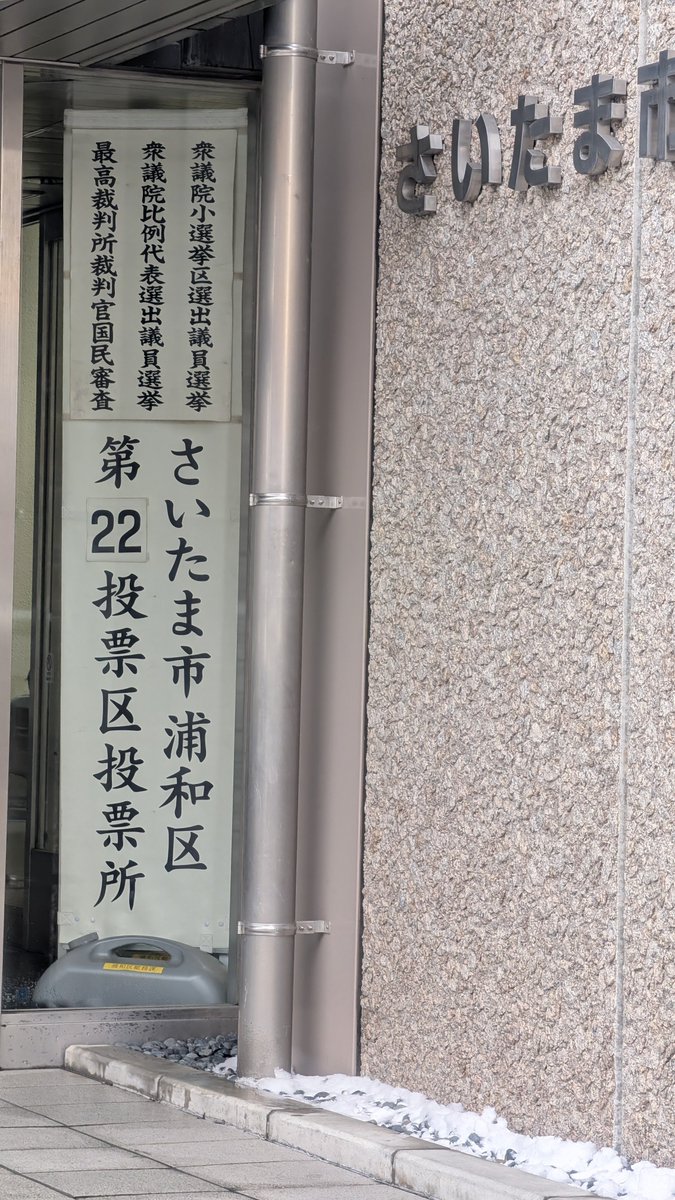 衆議院小選挙区選出議員選挙
衆議院比例代表選出議員選挙
最高裁判所裁判官国民審査
さいたま市浦和区
第22投票区投票所
さいたま市